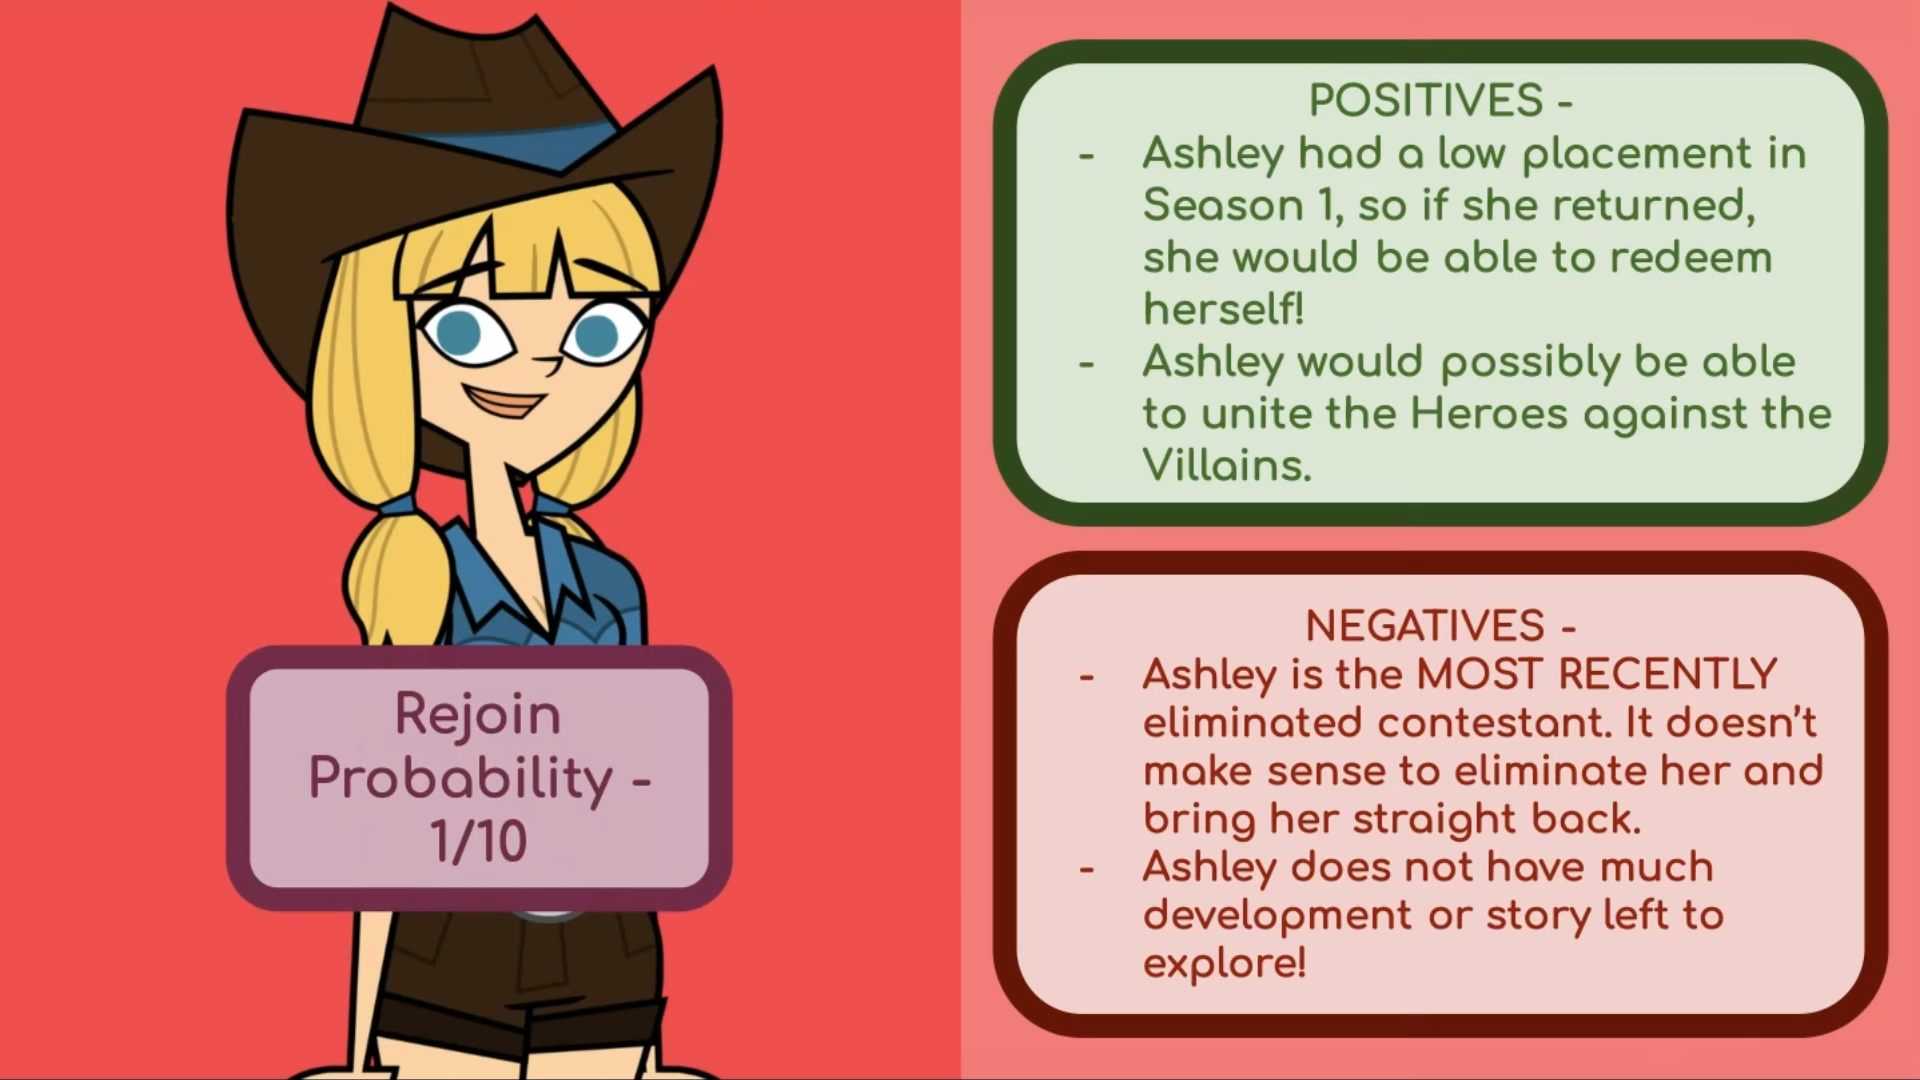 POSITIVES -
- Ashley had a low placement in
Season 1, so if she returned,
she would be able to redeem
herself!
- Ashley would possibly be able
to unite the Heroes against the
Villains.
Rejoin
Probability -
1/10
NEGATIVES -
- Ashley is the MOST RECENTLY
eliminated contestant. It doesn't
make sense to eliminate her and
bring her straight back.
- Ashley does not have much
development or story left to
explore!